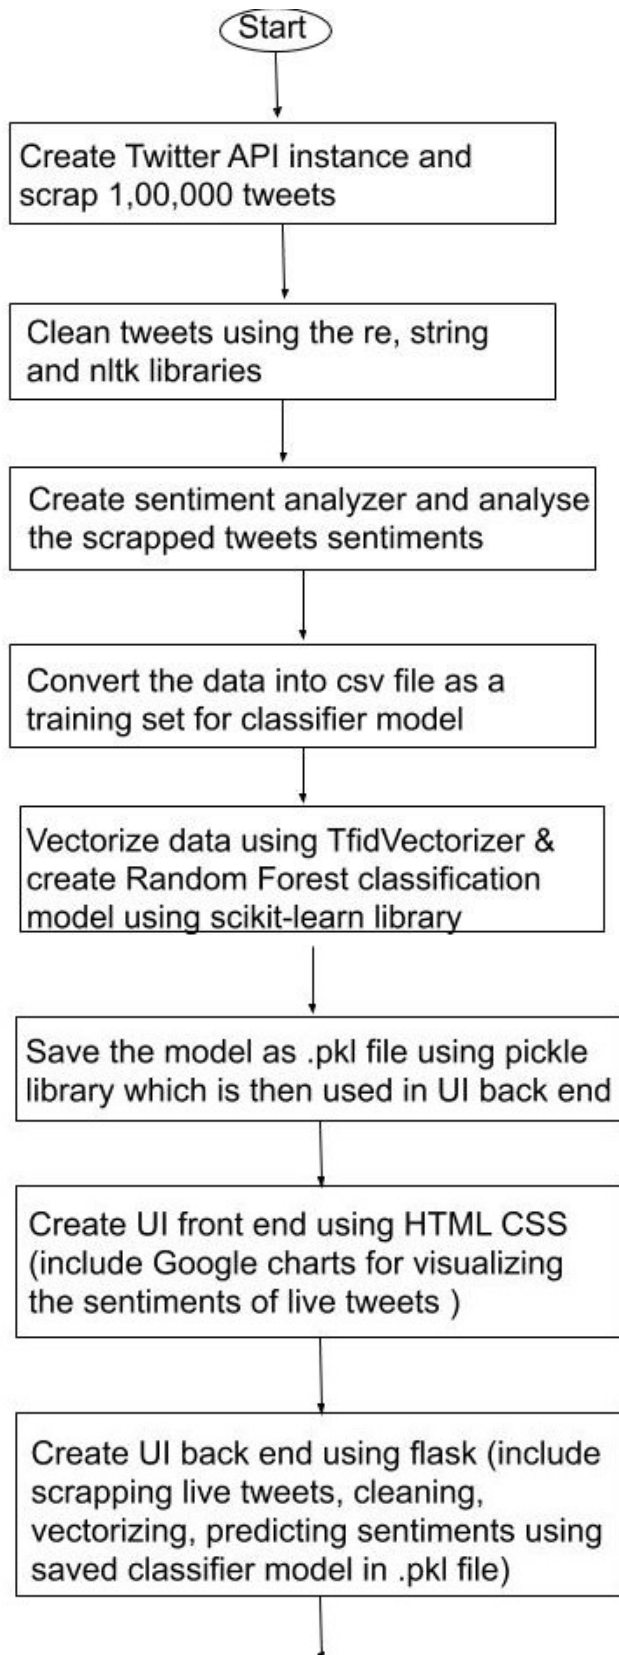 Start
Create Twitter API instance and
scrap 1,00,000 tweets
Clean tweets using the re, string
and nltk libraries
Create sentiment analyzer and analyse
the scrapped tweets sentiments
Convert the data into csv file as a
training set for classifier model
Vectorize data using TfidVectorizer &
create Random Forest classification
model using scikit-learn library
Save the model as .pkl file using pickle
library which is then used in UI back end
Create UI front end using HTML CSS
(include Google charts for visualizing
the sentiments of live tweets )
Create UI back end using flask (include
scrapping live tweets, cleaning,
vectorizing, predicting sentiments using
saved classifier model in .pkl file)